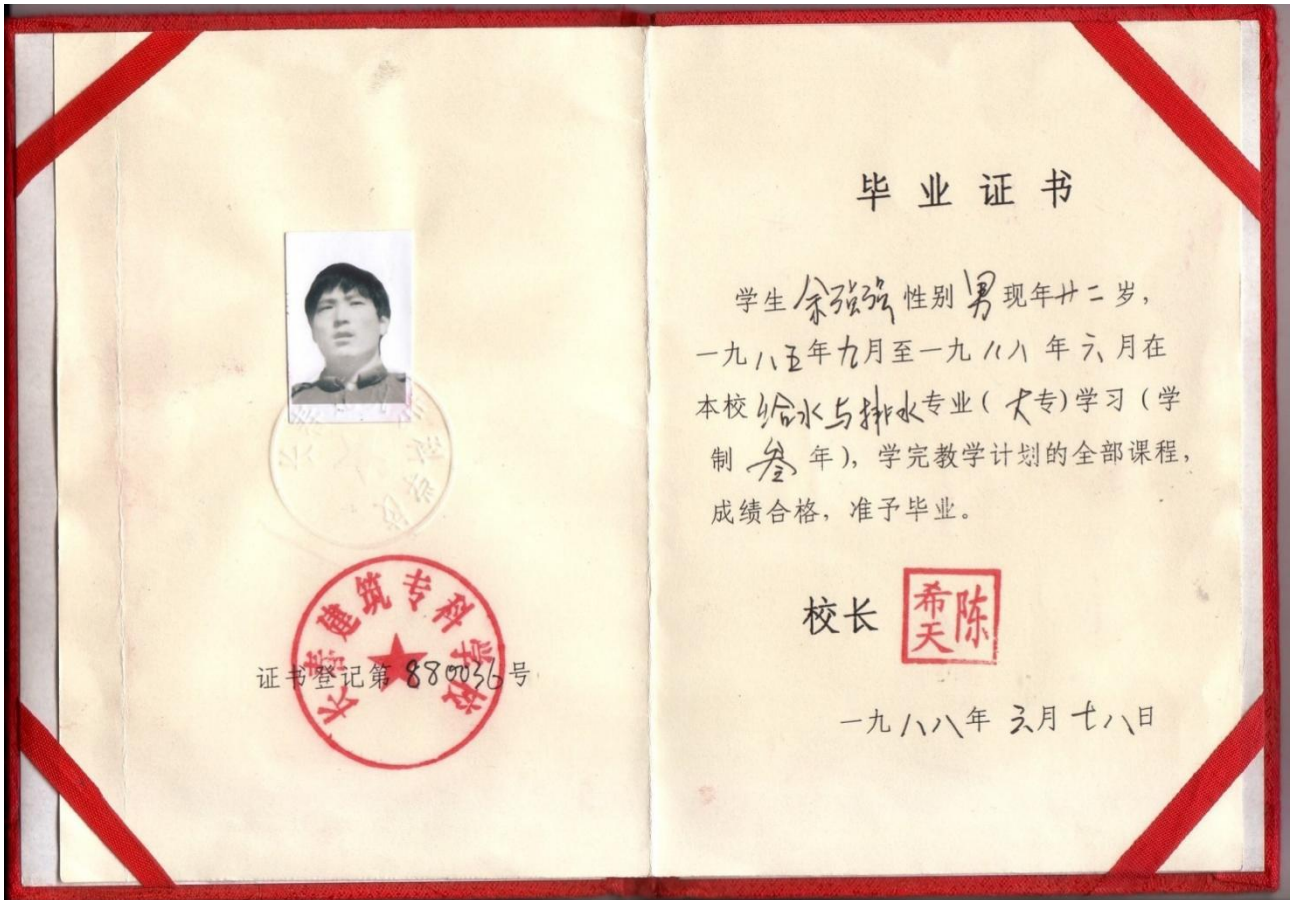 长春建筑专科学校
证书登记第880036号
毕业证书
学生余强强性别男现年廿二岁，
一九八五年九月至一九八八年六月在
本校给水与排水专业(大专)学习(学
制叁年)，学完教学计划的全部课程，
成绩合格，准予毕业。
校长 陈希天
一九八八年六月十八日